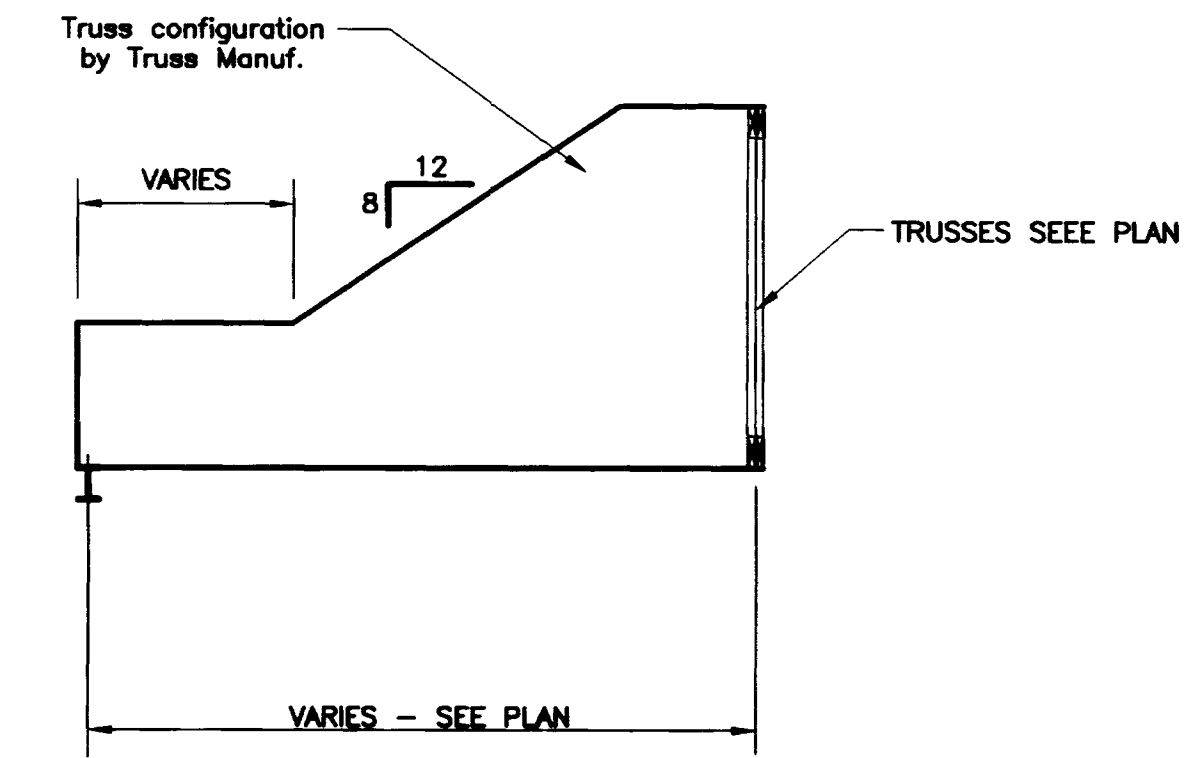 Truss configuration
by Truss Manuf.
12
VARIES
8
TRUSSES SEEE PLAN
VARIES - SEE PLAN